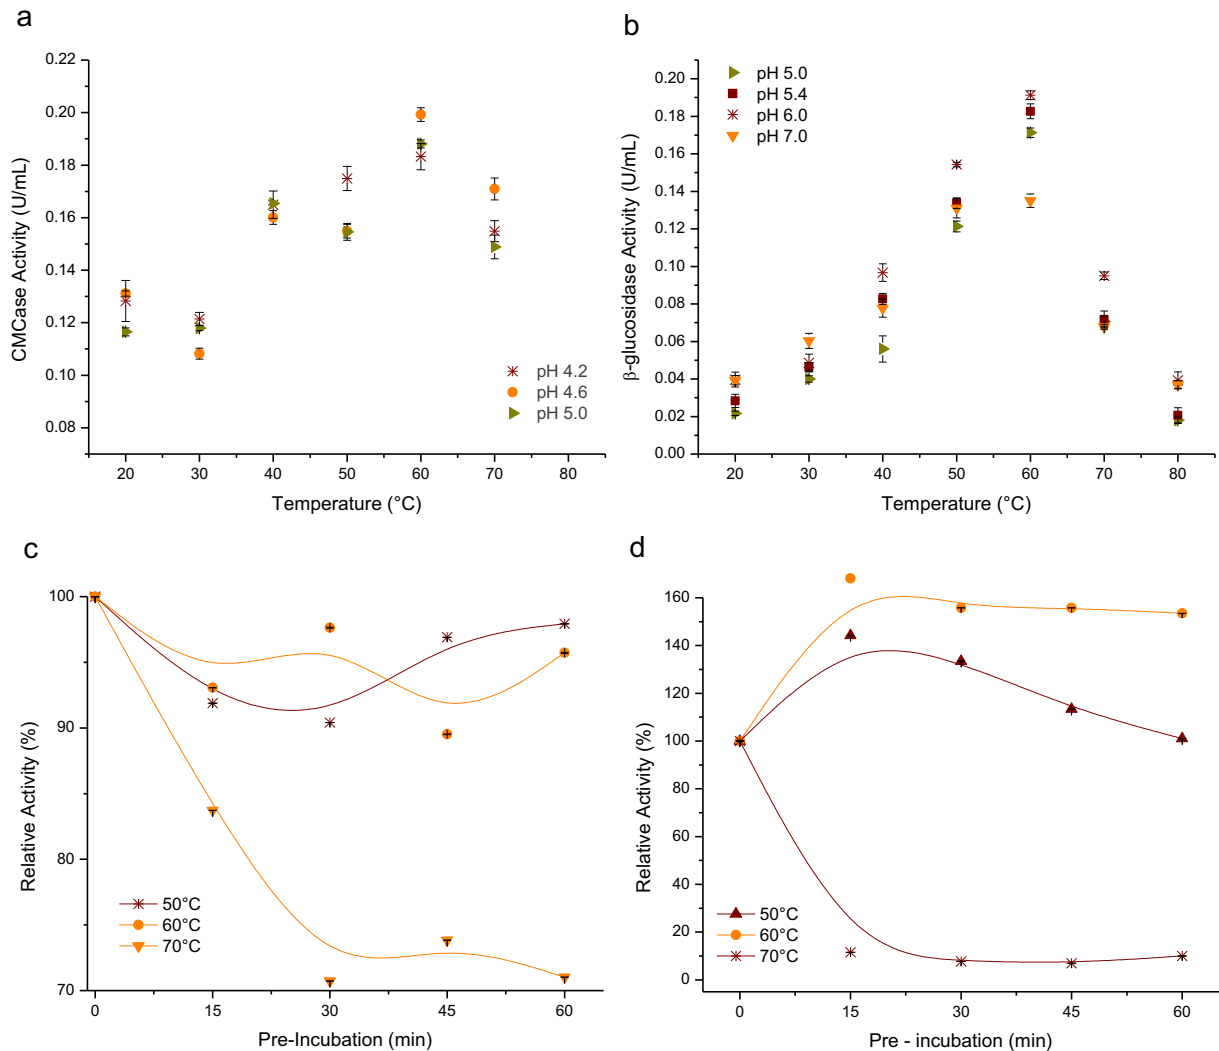 a
CMCase Activity (U/mL)
0.22
0.20
0.18
0.16
0.14
0.12
0.10
0.08
pH 4.2
pH 4.6
pH 5.0
20 30 40 50 60 70 80
Temperature (°C)
b
β-glucosidase Activity (U/mL)
0.20
0.18
0.16
0.14
0.12
0.10
0.08
0.06
0.04
0.02
0.00
pH 5.0
pH 5.4
pH 6.0
pH 7.0
20 30 40 50 60 70 80
Temperature (°C)
c
Relative Activity (%)
100
90
80
70
50°C
60°C
70°C
0 15 30 45 60
Pre-Incubation (min)
d
Relative Activity (%)
160
140
120
100
80
60
40
20
0
50°C
60°C
70°C
0 15 30 45 60
Pre - incubation (min)